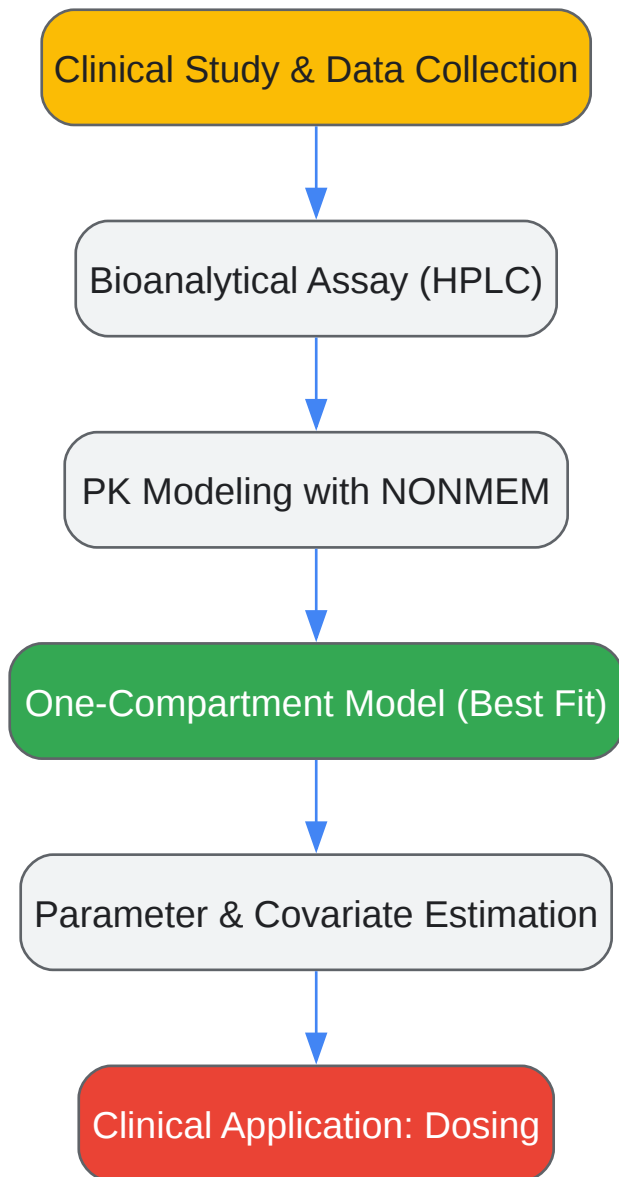 Clinical Study & Data Collection
Bioanalytical Assay (HPLC)
PK Modeling with NONMEM
One-Compartment Model (Best Fit)
Parameter & Covariate Estimation
Clinical Application: Dosing